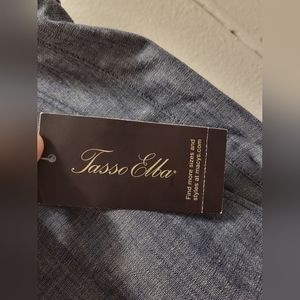 Tasso Elba®
Find more sizes and
styles at macys.com